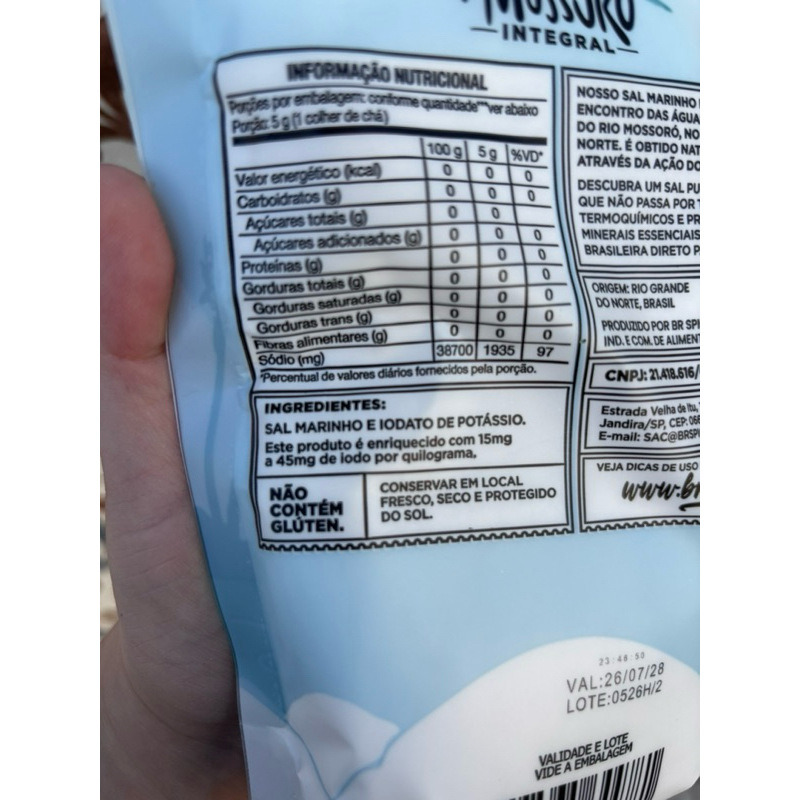 MOSSORÓ
INTEGRAL
INFORMAÇÃO NUTRICIONAL
Porções por embalagem: conforme quantidade***ver abaixo
Porção: 5 g (1 colher de chá)
100 g 5 g %VD*
Valor energético (kcal) 0 0 0
Carboidratos (g) 0 0 0
Açúcares totais (g) 0 0
Açúcares adicionados (g) 0 0 0
Proteínas (g) 0 0 0
Gorduras totais (g) 0 0 0
Gorduras saturadas (g) 0 0 0
Gorduras trans (g) 0 0 0
Fibras alimentares (g) 0 0 0
Sódio (mg) 38700 1935 97
*Percentual de valores diários fornecidos pela porção.
INGREDIENTES:
SAL MARINHO E IODATO DE POTÁSSIO.
Este produto é enriquecido com 15mg
a 45mg de iodo por quilograma.
NÃO
CONTÉM
GLÚTEN.
CONSERVAR EM LOCAL
FRESCO, SECO E PROTEGIDO
DO SOL.
NOSSO SAL MARINHO
ENCONTRO DAS ÁGUA
DO RIO MOSSORÓ, NO
NORTE. É OBTIDO NAT
ATRAVÉS DA AÇÃO DO
DESCUBRA UM SAL PU
QUE NÃO PASSA POR T
TERMOQUÍMICOS E PR
MINERAIS ESSENCIAIS
BRASILEIRA DIRETO P
ORIGEM: RIO GRANDE
DO NORTE, BRASIL
PRODUZIDO POR BR SPI
IND. E COM. DE ALIMENT
CNPJ: 21.418.616/
Estrada Velha de Itu,
Jandira/SP, CEP: 066
E-mail: SAC@BRSPI
VEJA DICAS DE USO
www.br
23:48:50
VAL:26/07/28
LOTE:0526H/2
VALIDADE E LOTE
VIDE A EMBALAGEM